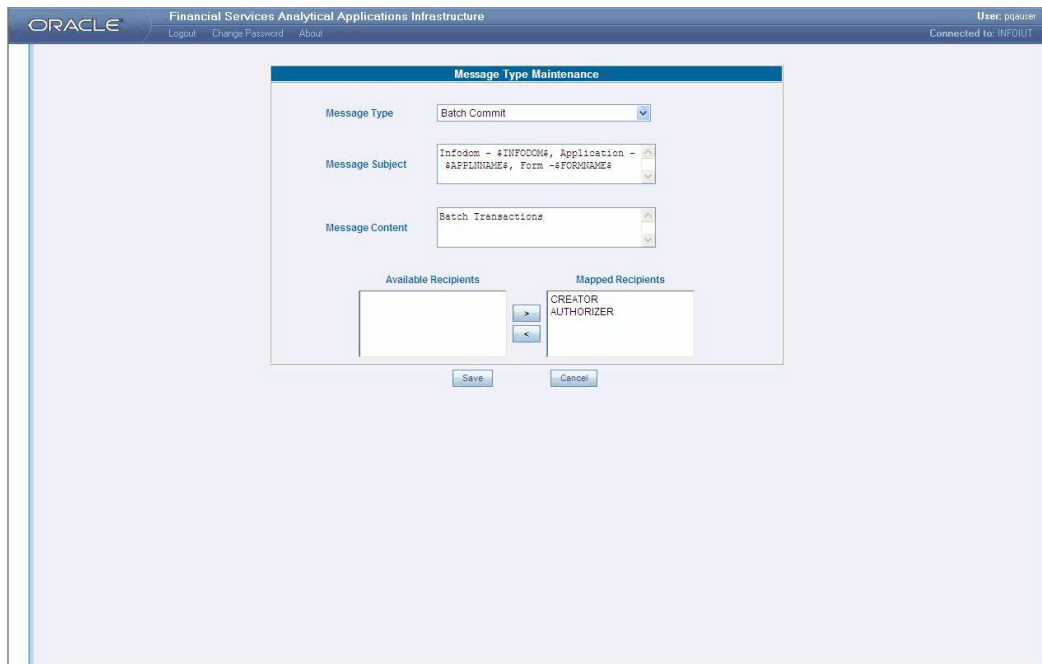 ORACLE
Financial Services Analytical Applications Infrastructure
User: pqauser
Logout Change Password About
Connected to: INFOIUT
Message Type Maintenance
Message Type
Batch Commit
Message Subject
Infodom - $INFODOM$, Application -
$APPLNNAME$, Form -$FORMNAME$
Message Content
Batch Transactions
Available Recipients
Mapped Recipients
CREATOR
AUTHORIZER
>
<
Save
Cancel